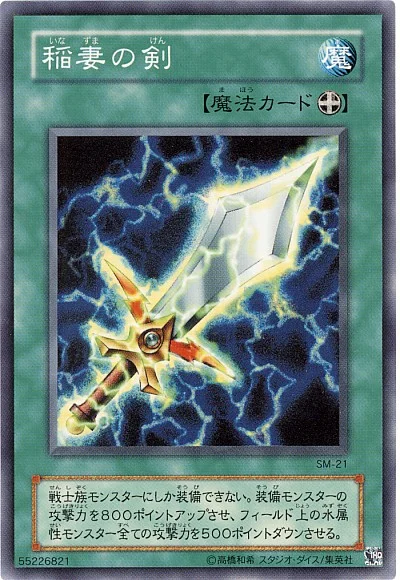 稲妻の剣
魔
【魔法カード】
SM-21
戦士族モンスターにしか装備できない。装備モンスターの
攻撃力を800ポイントアップさせ、フィールド上の水属
性モンスター全ての攻撃力を500ポイントダウンさせる。
55226821
©高橋和希 スタジオ・ダイス/集英社